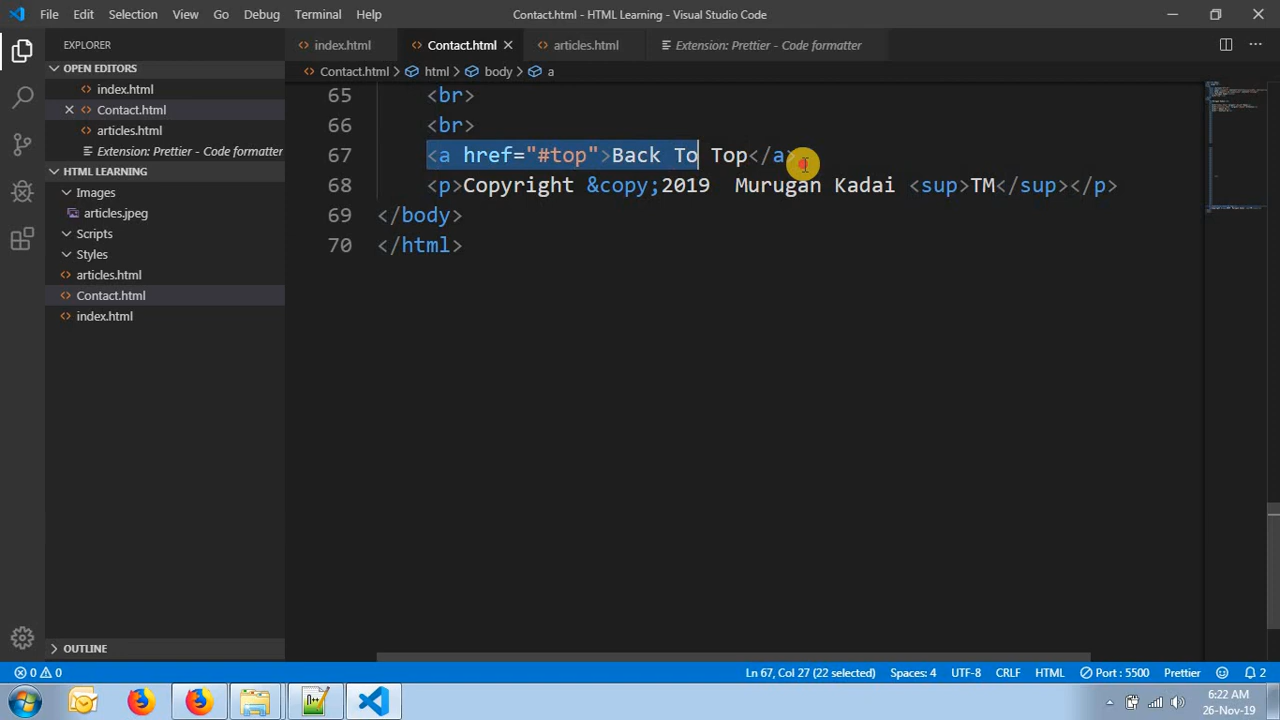 File Edit Selection View Go Debug Terminal Help Contact.html - HTML Learning - Visual Studio Code
EXPLORER index.html Contact.html articles.html Extension: Prettier - Code formatter
OPEN EDITORS
Contact.html > html > body > a
index.html
Contact.html
articles.html
Extension: Prettier - Code formatter
HTML LEARNING
Images
articles.jpeg
Scripts
Styles
articles.html
Contact.html
index.html
OUTLINE
65 <br>
66 <br>
67 <a href="#top">Back To Top</a>
68 <p>Copyright &copy;2019 Murugan Kadai <sup>TM</sup></p>
69 </body>
70 </html>
0 0 Ln 67, Col 27 (22 selected) Spaces: 4 UTF-8 CRLF HTML Port : 5500 Prettier 2
6:22 AM
26-Nov-19